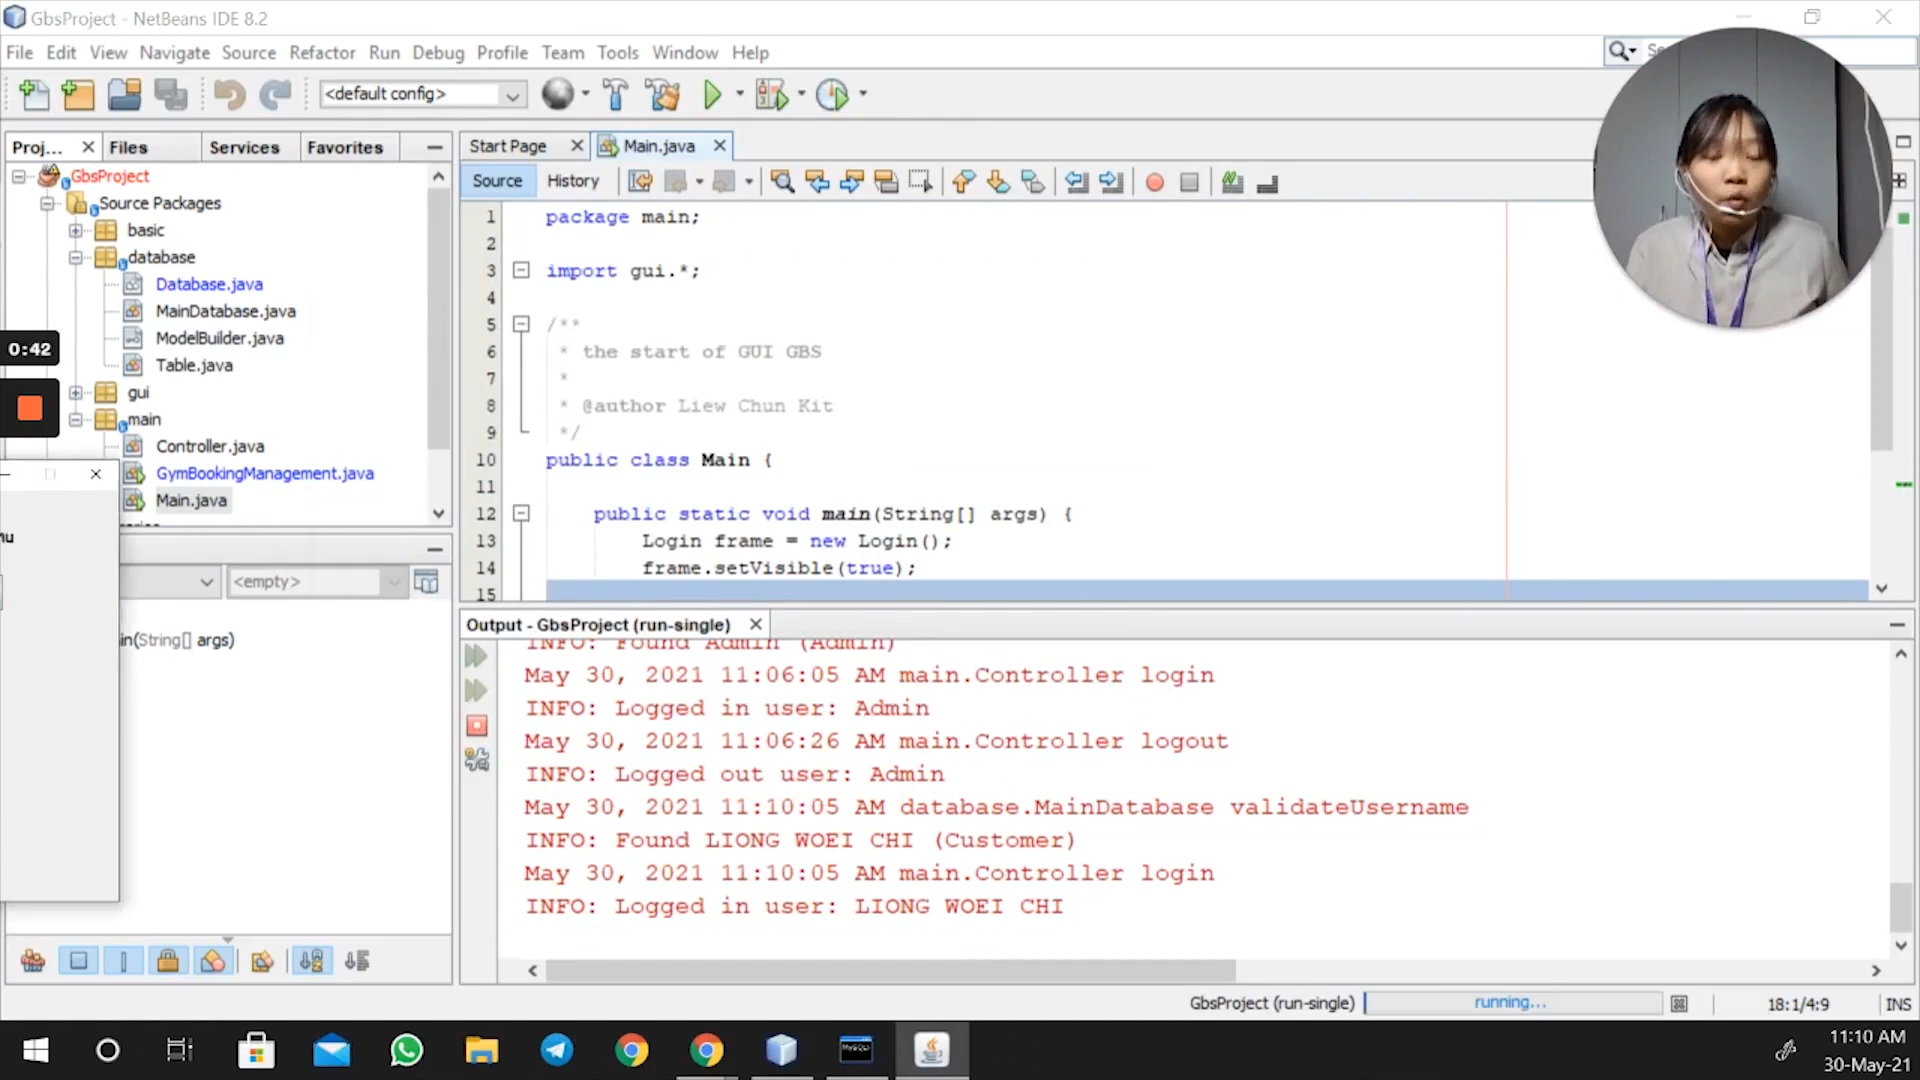 GbsProject - NetBeans IDE 8.2
File Edit View Navigate Source Refactor Run Debug Profile Team Tools Window Help
<default config>
Proj... Files Services Favorites
Start Page Main.java
Source History
GbsProject
Source Packages
basic
database
Database.java
MainDatabase.java
ModelBuilder.java
Table.java
gui
main
Controller.java
GymBookingManagement.java
Main.java
0:42
<empty>
in(String[] args)
1 package main;
2
3 import gui.*;
4
5 /**
6 * the start of GUI GBS
7 *
8 * @author Liew Chun Kit
9 */
10 public class Main {
11
12 public static void main(String[] args) {
13 Login frame = new Login();
14 frame.setVisible(true);
15
Output - GbsProject (run-single)
INFO: Found Admin (Admin)
May 30, 2021 11:06:05 AM main.Controller login
INFO: Logged in user: Admin
May 30, 2021 11:06:26 AM main.Controller logout
INFO: Logged out user: Admin
May 30, 2021 11:10:05 AM database.MainDatabase validateUsername
INFO: Found LIONG WOEI CHI (Customer)
May 30, 2021 11:10:05 AM main.Controller login
INFO: Logged in user: LIONG WOEI CHI
GbsProject (run-single) running... 18:1/4:9 INS
MySQL
11:10 AM
30-May-21